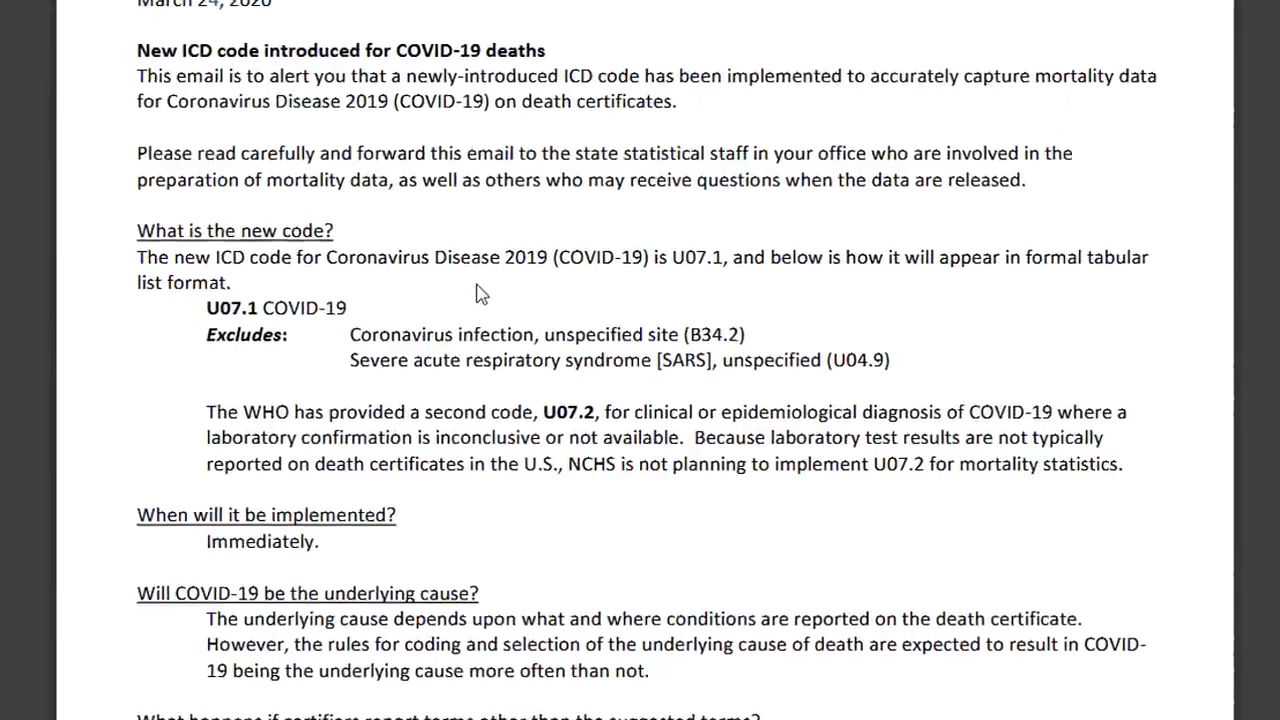 March 24, 2020
New ICD code introduced for COVID-19 deaths
This email is to alert you that a newly-introduced ICD code has been implemented to accurately capture mortality data
for Coronavirus Disease 2019 (COVID-19) on death certificates.
Please read carefully and forward this email to the state statistical staff in your office who are involved in the
preparation of mortality data, as well as others who may receive questions when the data are released.
What is the new code?
The new ICD code for Coronavirus Disease 2019 (COVID-19) is U07.1, and below is how it will appear in formal tabular
list format.
U07.1 COVID-19
Excludes: Coronavirus infection, unspecified site (B34.2)
Severe acute respiratory syndrome [SARS], unspecified (U04.9)
The WHO has provided a second code, U07.2, for clinical or epidemiological diagnosis of COVID-19 where a
laboratory confirmation is inconclusive or not available.  Because laboratory test results are not typically
reported on death certificates in the U.S., NCHS is not planning to implement U07.2 for mortality statistics.
When will it be implemented?
Immediately.
Will COVID-19 be the underlying cause?
The underlying cause depends upon what and where conditions are reported on the death certificate.
However, the rules for coding and selection of the underlying cause of death are expected to result in COVID-
19 being the underlying cause more often than not.
What happens if certifiers report terms other than the suggested terms?